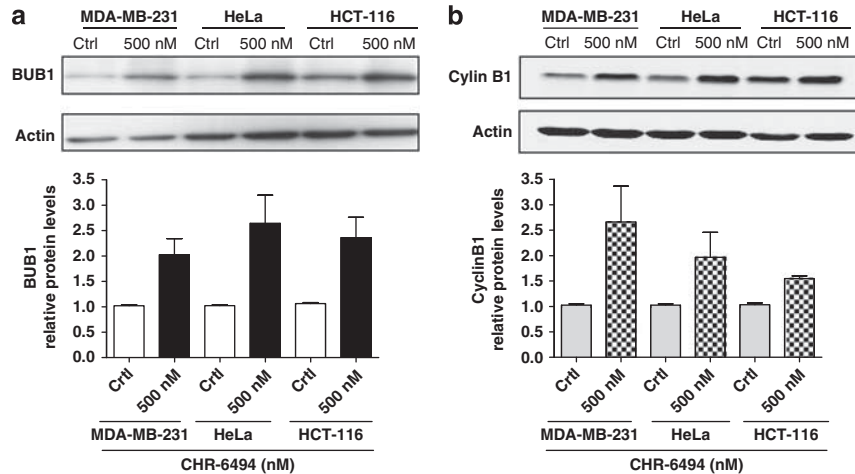 a
MDA-MB-231 HeLa HCT-116
Ctrl 500 nM Ctrl 500 nM Ctrl 500 nM
BUB1
Actin
3.5
3.0
2.5
2.0
1.5
1.0
0.5
0.0
BUB1
relative protein levels
Crtl 500 nM Crtl 500 nM Crtl 500 nM
MDA-MB-231 HeLa HCT-116
CHR-6494 (nM)
b
MDA-MB-231 HeLa HCT-116
Ctrl 500 nM Ctrl 500 nM Ctrl 500 nM
Cylin B1
Actin
3.5
3.0
2.5
2.0
1.5
1.0
0.5
0.0
CyclinB1
relative protein levels
Crtl 500 nM Crtl 500 nM Crtl 500 nM
MDA-MB-231 HeLa HCT-116
CHR-6494 (nM)